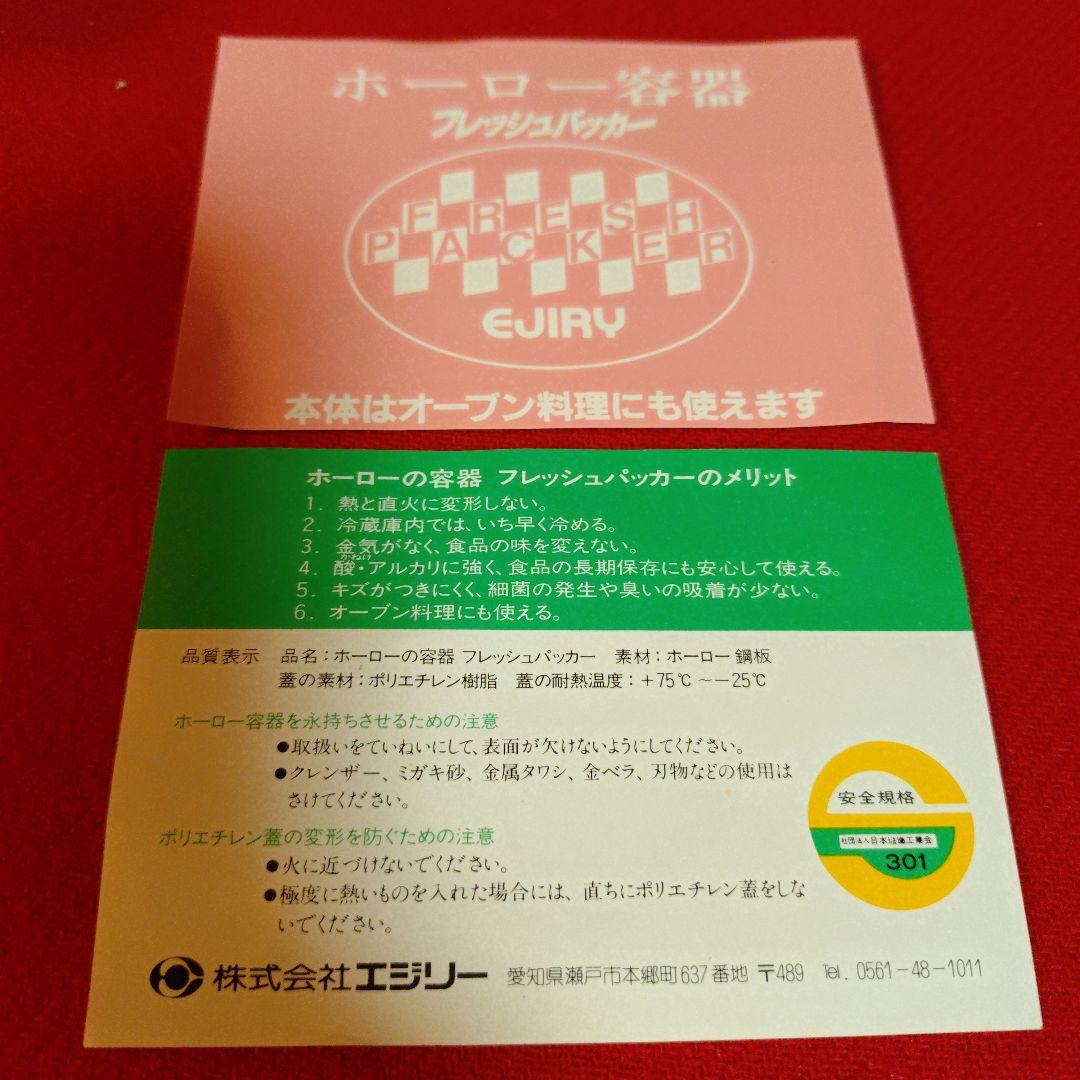 ホーロー容器
フレッシュパッカー
FRESH
PACKER
EJIRY
本体はオーブン料理にも使えます
ホーローの容器 フレッシュパッカーのメリット
1. 熱と直火に変形しない。
2. 冷蔵庫内では、いち早く冷める。
3. 金気がなく、食品の味を変えない。
かなけ
4. 酸・アルカリに強く、食品の長期保存にも安心して使える。
5. キズがつきにくく、細菌の発生や臭いの吸着が少ない。
6. オーブン料理にも使える。
品質表示 品名：ホーローの容器 フレッシュパッカー 素材：ホーロー鋼板
蓋の素材：ポリエチレン樹脂 蓋の耐熱温度：+75℃〜−25℃
ホーロー容器を永持ちさせるための注意
●取扱いをていねいにして、表面が欠けないようにしてください。
●クレンザー、ミガキ砂、金属タワシ、金ベラ、刃物などの使用は
さけてください。
ポリエチレン蓋の変形を防ぐための注意
●火に近づけないでください。
●極度に熱いものを入れた場合には、直ちにポリエチレン蓋をしな
いでください。
安全規格
社団法人日本琺瑯工業会
301
株式会社エジリー 愛知県瀬戸市本郷町637番地 〒489 Tel. 0561-48-1011